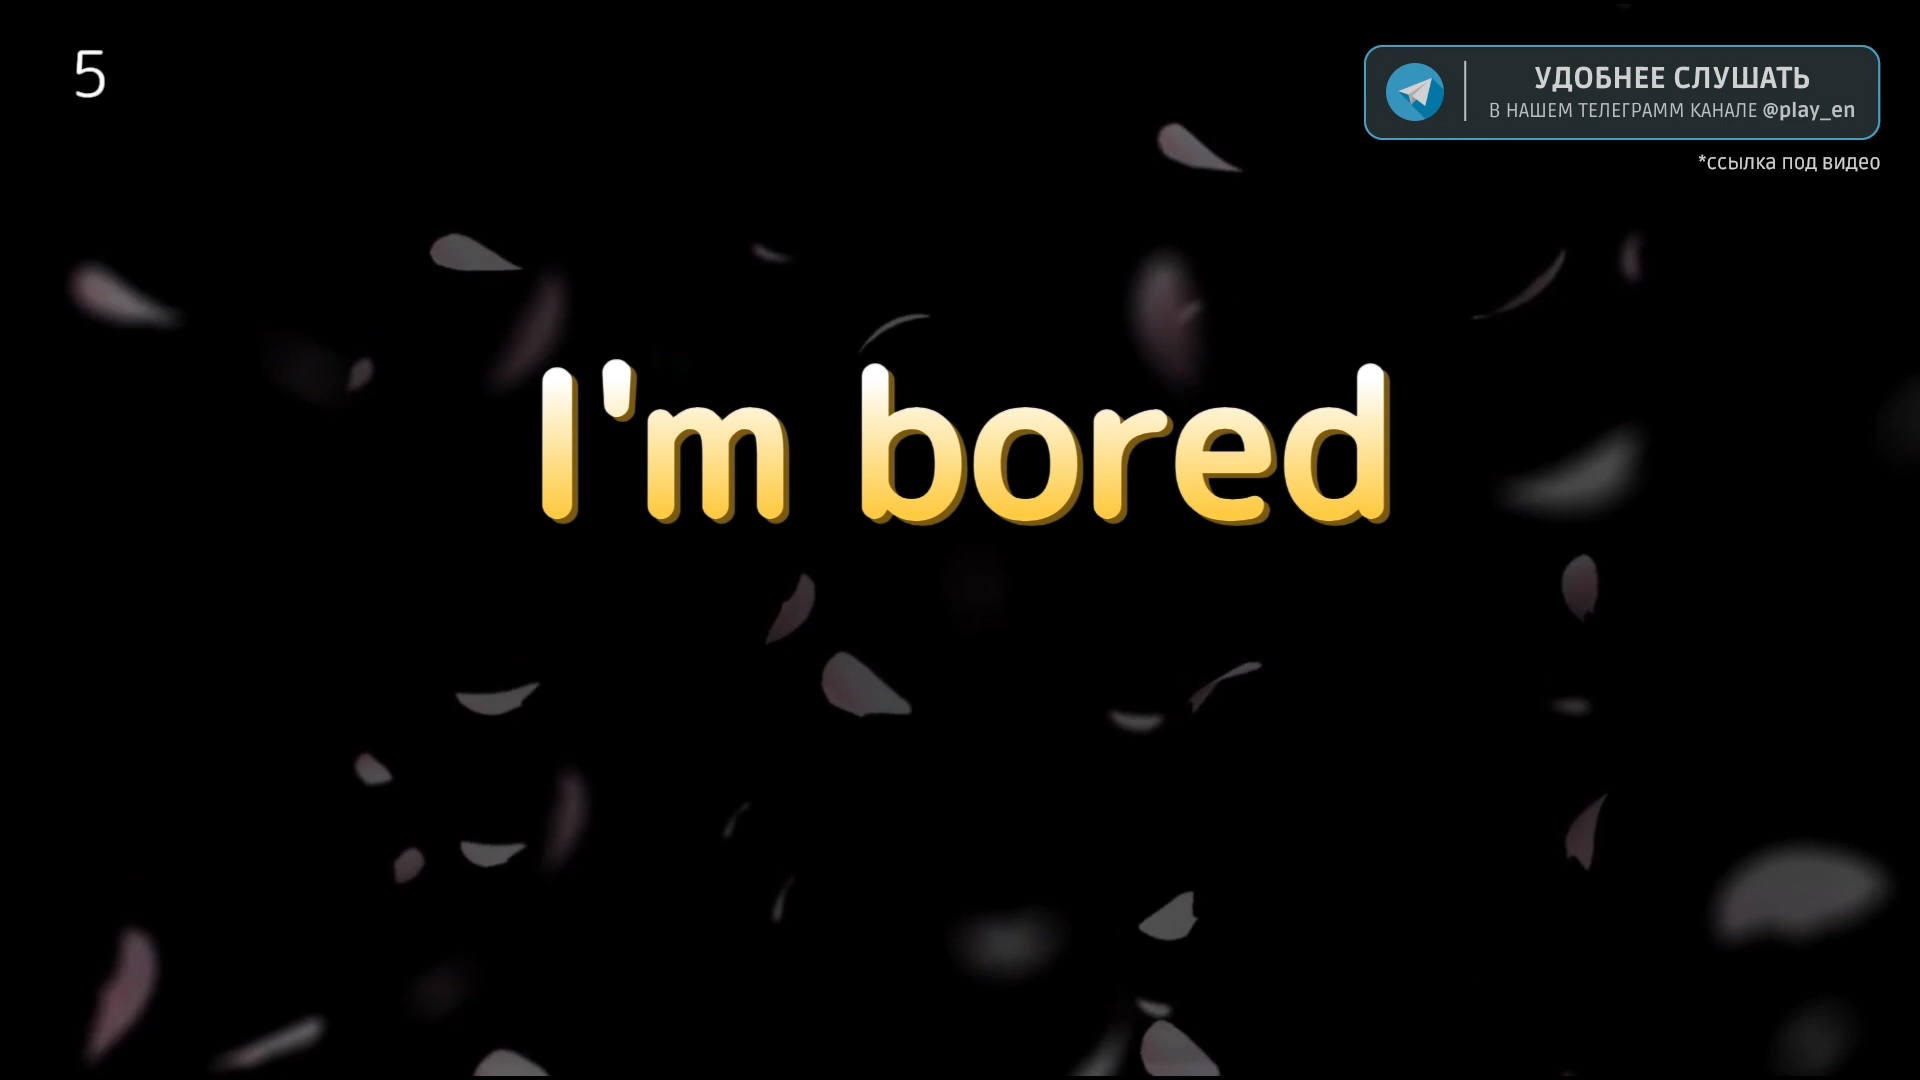 5
УДОБНЕЕ СЛУШАТЬ
В НАШЕМ ТЕЛЕГРАММ КАНАЛЕ @play_en
*ссылка под видео
I'm bored